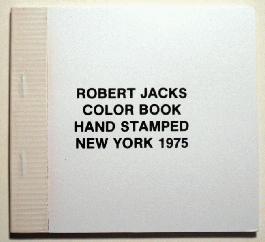 ROBERT JACKS
COLOR BOOK
HAND STAMPED
NEW YORK 1975